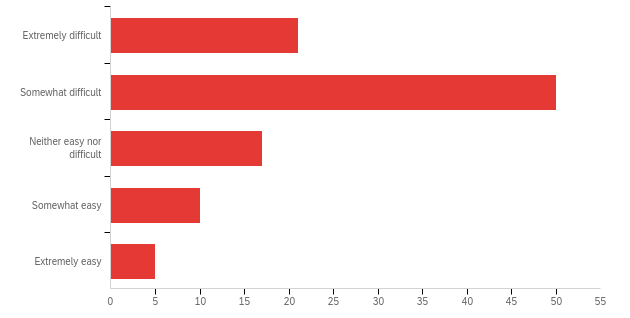 Extremely difficult
Somewhat difficult
Neither easy nor
difficult
Somewhat easy
Extremely easy
0 5 10 15 20 25 30 35 40 45 50 55